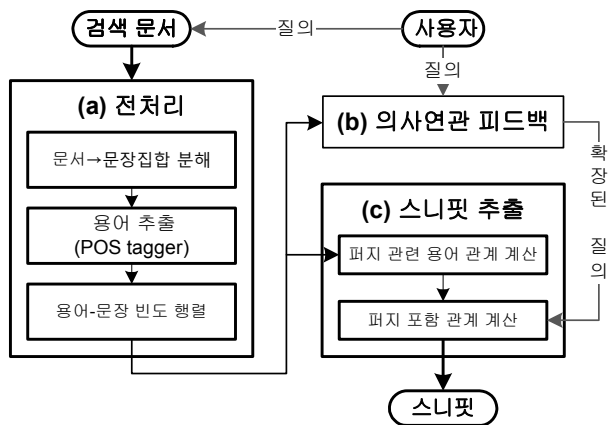 검색 문서
질의
사용자
질의
(a) 전처리
문서→문장집합 분해
용어 추출
(POS tagger)
용어-문장 빈도 행렬
(b) 의사연관 피드백
확장된 질의
(c) 스니핏 추출
퍼지 관련 용어 관계 계산
퍼지 포함 관계 계산
스니핏